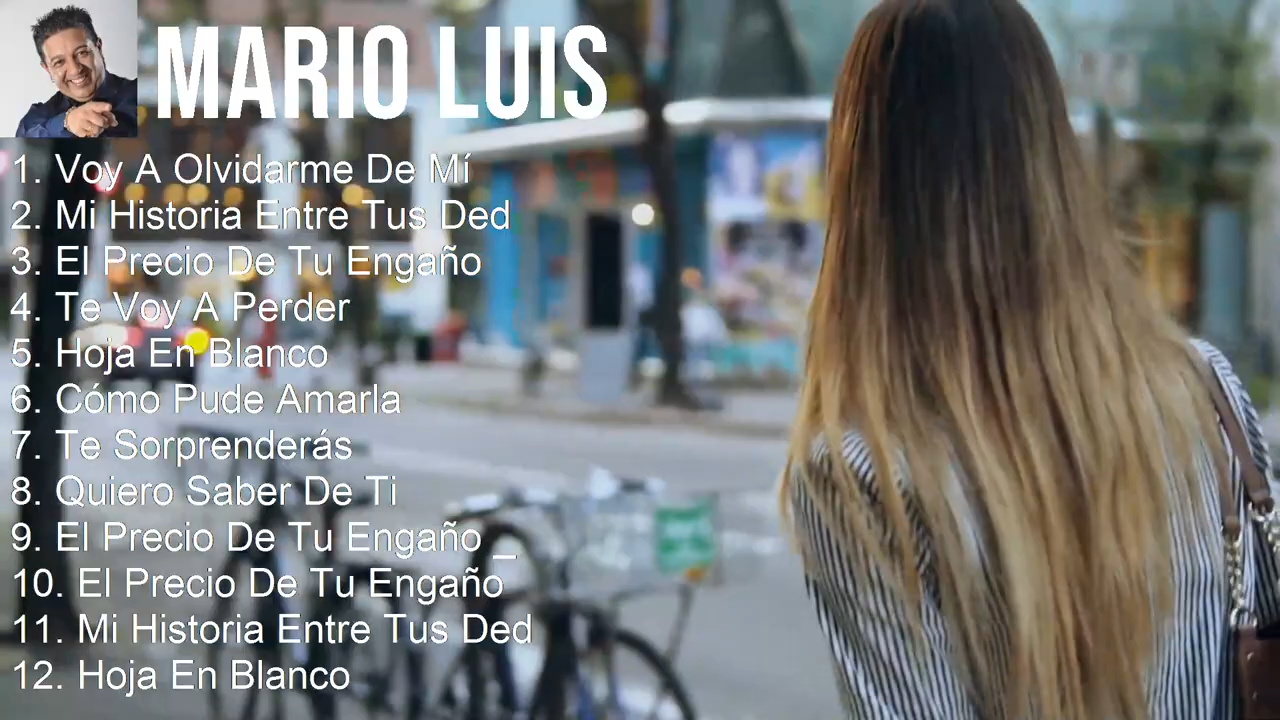 MARIO LUIS
1. Voy A Olvidarme De Mí
2. Mi Historia Entre Tus Ded
3. El Precio De Tu Engaño
4. Te Voy A Perder
5. Hoja En Blanco
6. Cómo Pude Amarla
7. Te Sorprenderás
8. Quiero Saber De Ti
9. El Precio De Tu Engaño _
10. El Precio De Tu Engaño
11. Mi Historia Entre Tus Ded
12. Hoja En Blanco